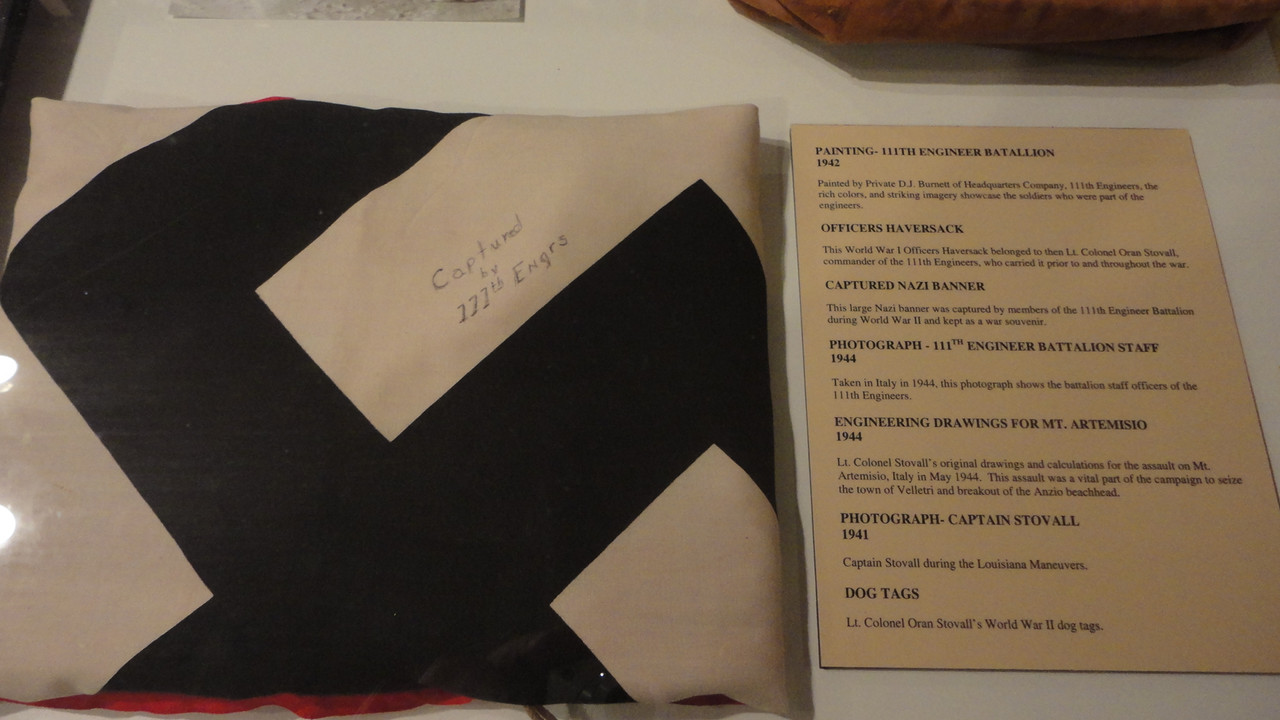 Captured
by
111th Engrs
PAINTING- 111TH ENGINEER BATALLION
1942
Painted by Private D.J. Burnett of Headquarters Company, 111th Engineers, the
rich colors, and striking imagery showcase the soldiers who were part of the
engineers.
OFFICERS HAVERSACK
This World War I Officers Haversack belonged to then Lt. Colonel Oran Stovall,
commander of the 111th Engineers, who carried it prior to and throughout the war.
CAPTURED NAZI BANNER
This large Nazi banner was captured by members of the 111th Engineer Battalion
during World War II and kept as a war souvenir.
PHOTOGRAPH - 111TH ENGINEER BATTALION STAFF
1944
Taken in Italy in 1944, this photograph shows the battalion staff officers of the
111th Engineers.
ENGINEERING DRAWINGS FOR MT. ARTEMISIO
1944
Lt. Colonel Stovall's original drawings and calculations for the assault on Mt.
Artemisio, Italy in May 1944. This assault was a vital part of the campaign to seize
the town of Velletri and breakout of the Anzio beachhead.
PHOTOGRAPH- CAPTAIN STOVALL
1941
Captain Stovall during the Louisiana Maneuvers.
DOG TAGS
Lt. Colonel Oran Stovall's World War II dog tags.